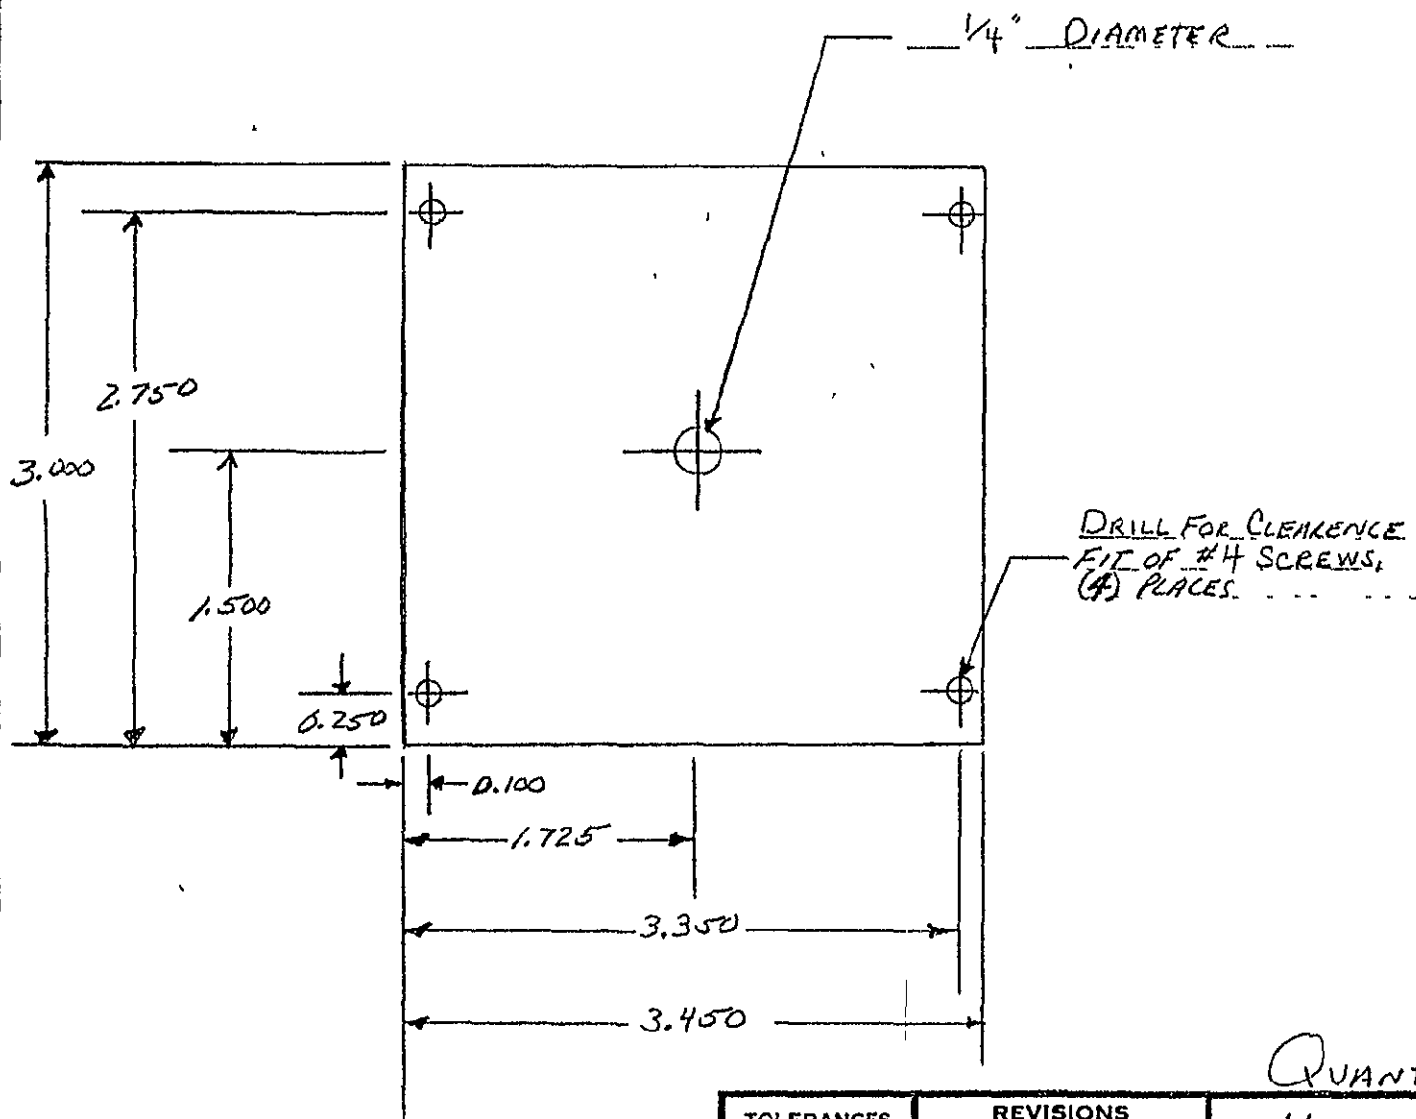 1/4" DIAMETER
2.750
3.000
1.500
0.250
DRILL FOR CLEARENCE
FIT OF #4 SCREWS,
(4) PLACES.
0.100
1.725
3.350
3.450
TOLERANCES
REVISIONS